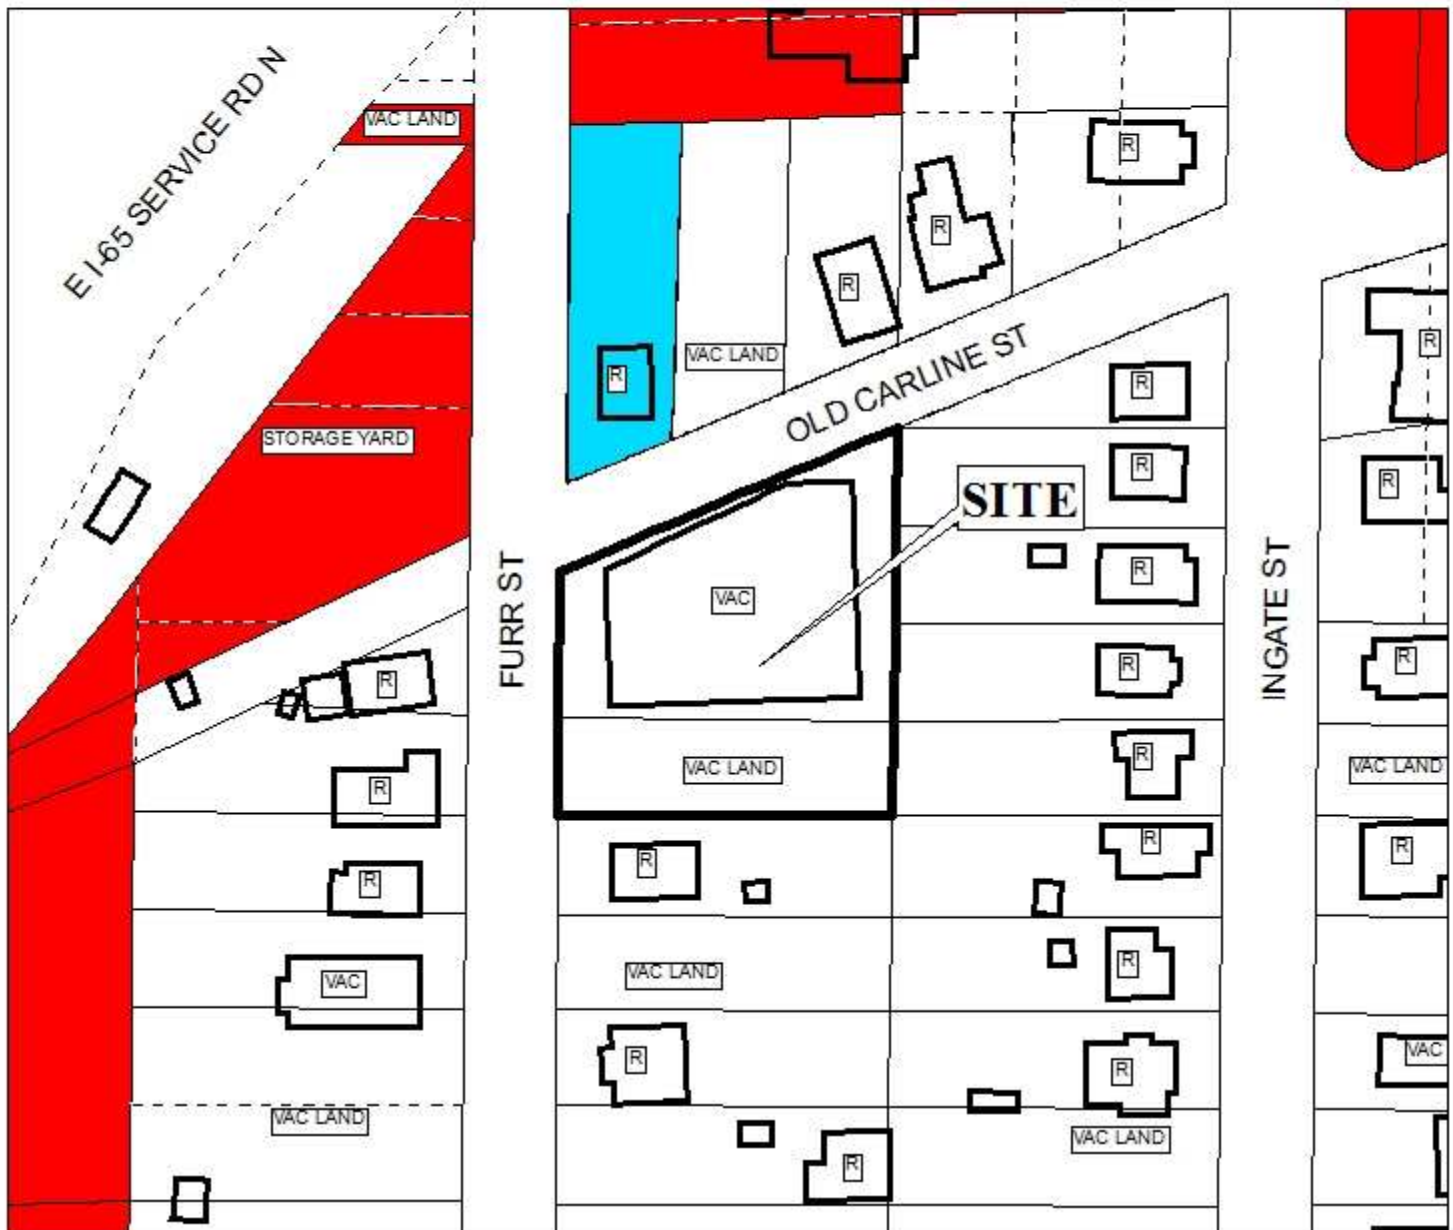 E I-65 SERVICE RD N
VAC LAND
R
R
R
R
VAC LAND
R
OLD CARLINE ST
R
STORAGE YARD
R
R
SITE
FURR ST
VAC
R
INGATE ST
R
R
R
R
R
VAC LAND
VAC LAND
R
R
R
R
R
VAC
VAC LAND
R
R
R
VAC
VAC LAND
VAC LAND
R